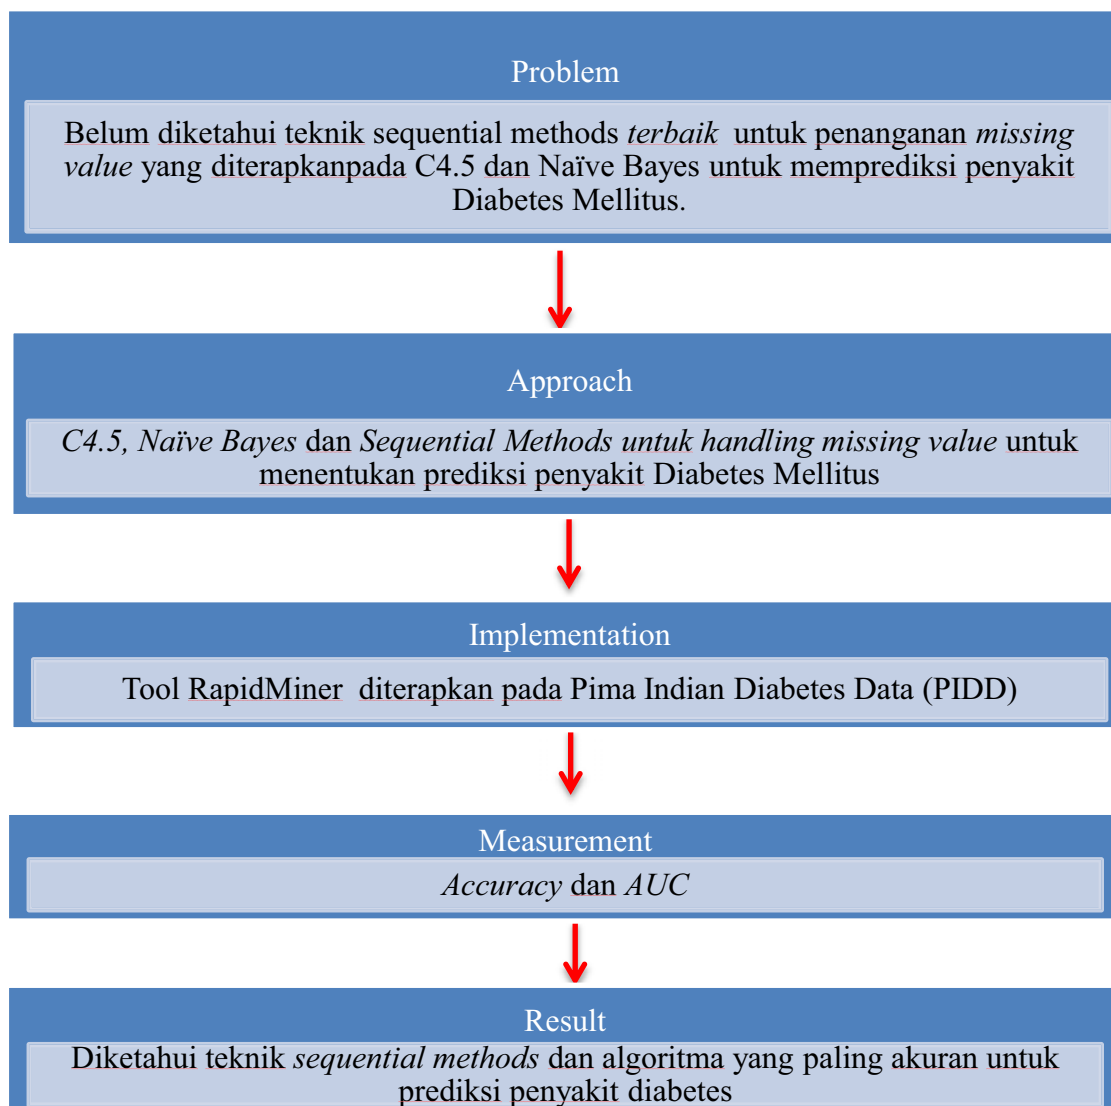 Problem
Belum diketahui teknik sequential methods terbaik untuk penanganan missing
value yang diterapkanpada C4.5 dan Naïve Bayes untuk memprediksi penyakit
Diabetes Mellitus.
Approach
C4.5, Naïve Bayes dan Sequential Methods untuk handling missing value untuk
menentukan prediksi penyakit Diabetes Mellitus
Implementation
Tool RapidMiner diterapkan pada Pima Indian Diabetes Data (PIDD)
Measurement
Accuracy dan AUC
Result
Diketahui teknik sequential methods dan algoritma yang paling akuran untuk
prediksi penyakit diabetes